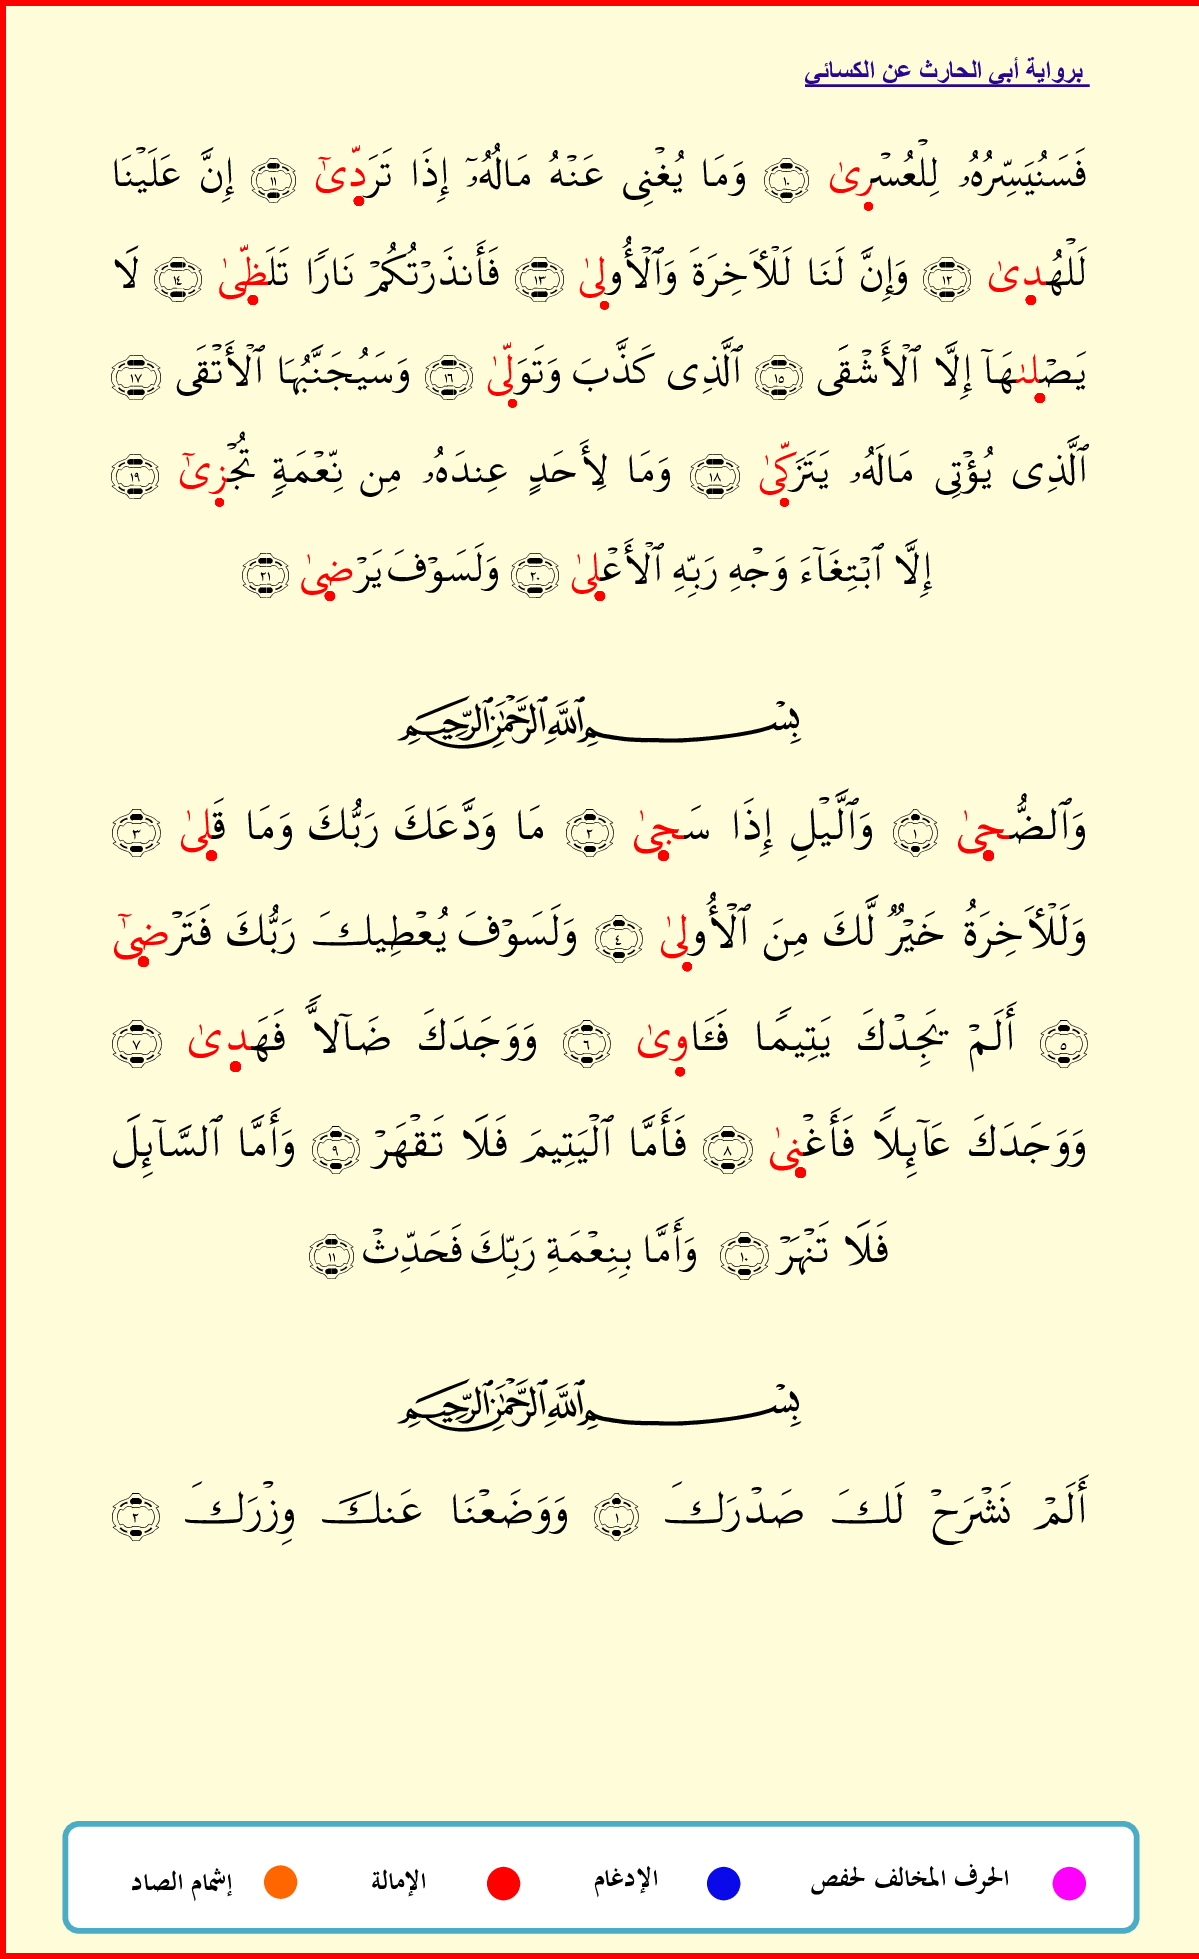 برواية أبي الحارث عن الكسائي
فَسَنُيَسِّرُهُۥ لِلْعُسْرِىٰ ١٠ وَمَا يُغْنِى عَنْهُ مَالُهُۥٓ إِذَا تَرَدِّىٰٓ ١١ إِنَّ عَلَيْنَا
لَلْهُدِىٰ ١٢ وَإِنَّ لَنَا لَلْأَخِرَةَ وَٱلْأُولِىٰ ١٣ فَأَنذَرْتُكُمْ نَارًا تَلَظِّىٰ ١٤ لَا
يَصْلِىٰهَآ إِلَّا ٱلْأَشْقَى ١٥ ٱلَّذِى كَذَّبَ وَتَوَلِّىٰ ١٦ وَسَيُجَنَّبُهَا ٱلْأَتْقَى ١٧
ٱلَّذِى يُؤْتِى مَالَهُۥ يَتَزَكِّىٰ ١٨ وَمَا لِأَحَدٍ عِندَهُۥ مِن نِّعْمَةٍ تُجْزِىٰٓ ١٩
إِلَّا ٱبْتِغَآءَ وَجْهِ رَبِّهِ ٱلْأَعْلِىٰ ٢٠ وَلَسَوْفَ يَرْضِىٰ ٢١
بِسْمِ ٱللَّهِ ٱلرَّحْمَٰنِ ٱلرَّحِيمِ
وَٱلضُّحِىٰ ١ وَٱلَّيْلِ إِذَا سَجِىٰ ٢ مَا وَدَّعَكَ رَبُّكَ وَمَا قَلِىٰ ٣
وَلَلْأَخِرَةُ خَيْرٌ لَّكَ مِنَ ٱلْأُولِىٰ ٤ وَلَسَوْفَ يُعْطِيكَ رَبُّكَ فَتَرْضِىٰٓ
٥ أَلَمْ يَجِدْكَ يَتِيمًا فَـَٔاوِىٰ ٦ وَوَجَدَكَ ضَآلًّا فَهَدِىٰ ٧
وَوَجَدَكَ عَآئِلًا فَأَغْنِىٰ ٨ فَأَمَّا ٱلْيَتِيمَ فَلَا تَقْهَرْ ٩ وَأَمَّا ٱلسَّآئِلَ
فَلَا تَنْهَرْ ١٠ وَأَمَّا بِنِعْمَةِ رَبِّكَ فَحَدِّثْ ١١
بِسْمِ ٱللَّهِ ٱلرَّحْمَٰنِ ٱلرَّحِيمِ
أَلَمْ نَشْرَحْ لَكَ صَدْرَكَ ١ وَوَضَعْنَا عَنكَ وِزْرَكَ ٢
الحرف المخالف لحفص الإدغام الإمالة إشمام الصاد